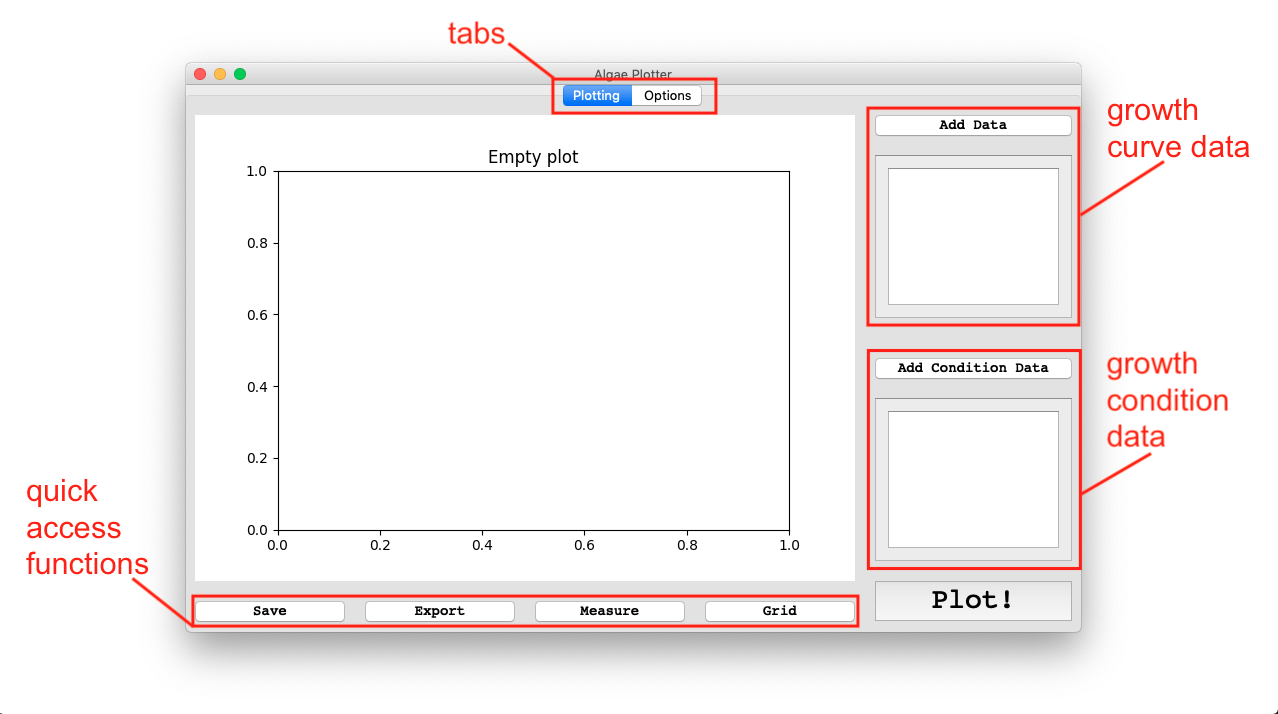 tabs
Algae Plotter
Plotting
Options
growth
curve data
Add Data
Empty plot
1.0
0.8
0.6
0.4
0.2
0.0
0.0
0.2
0.4
0.6
0.8
1.0
growth
condition
data
Add Condition Data
quick
access
functions
Save
Export
Measure
Grid
Plot!